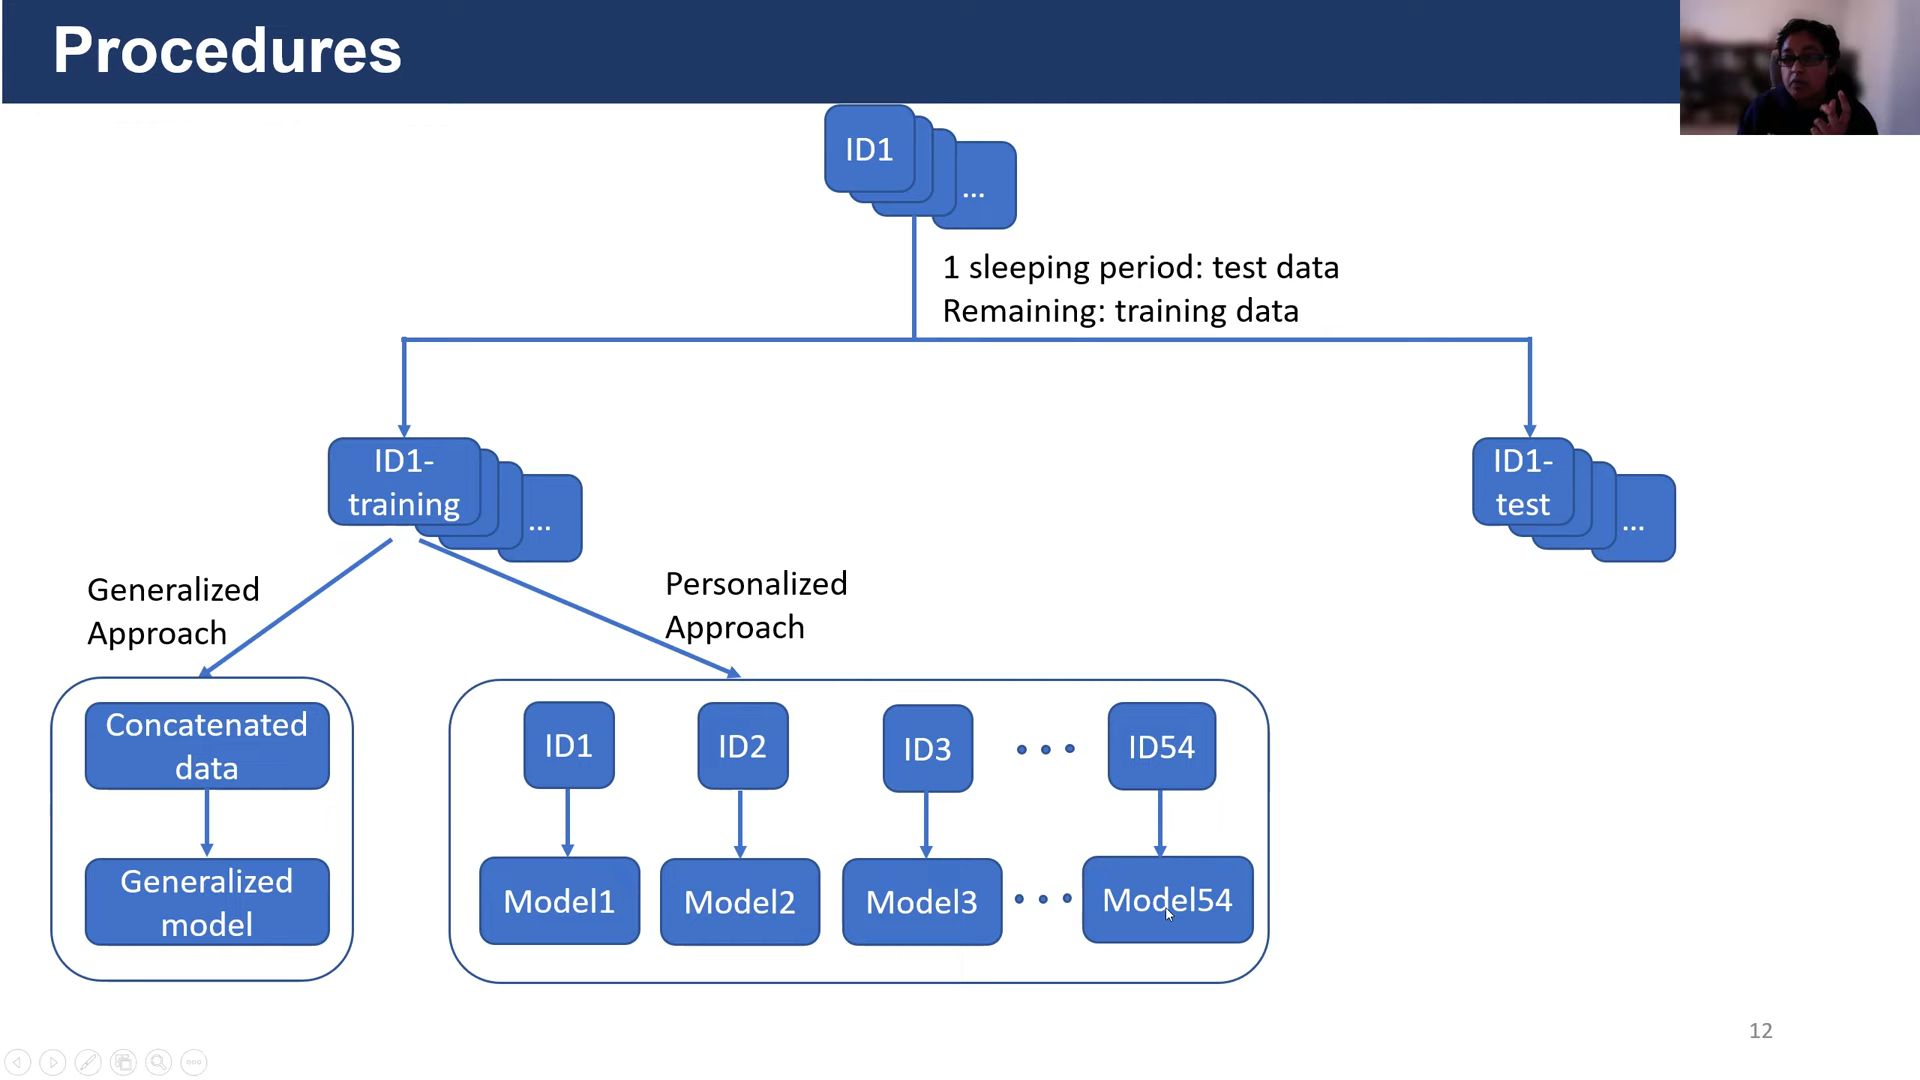 Procedures
ID1
...
1 sleeping period: test data
Remaining: training data
ID1-
training
...
ID1-
test
...
Generalized
Approach
Personalized
Approach
Concatenated
data
Generalized
model
ID1
ID2
ID3
ID54
Model1
Model2
Model3
Model54
12